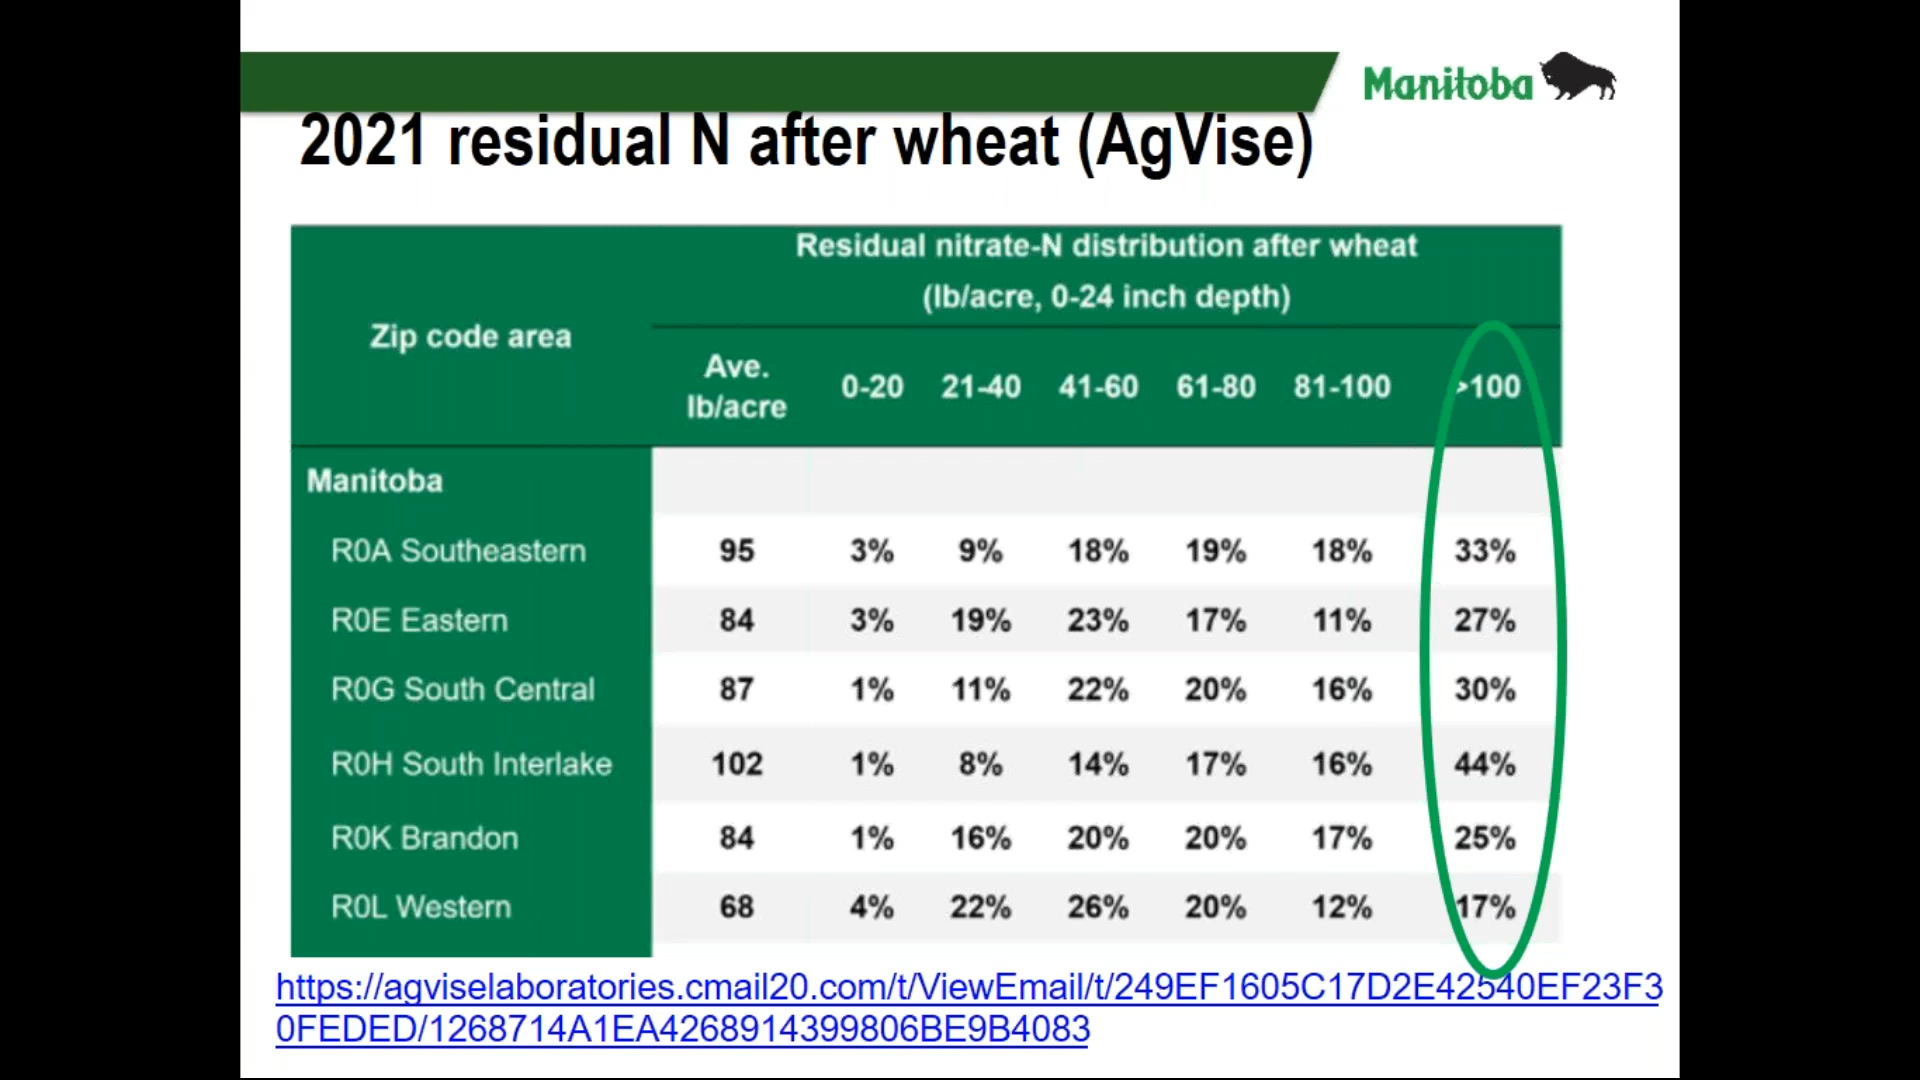 Manitoba
2021 residual N after wheat (AgVise)
Zip code area
Residual nitrate-N distribution after wheat
(lb/acre, 0-24 inch depth)
Ave.
lb/acre
0-20 21-40 41-60 61-80 81-100 >100
Manitoba
R0A Southeastern 95 3% 9% 18% 19% 18% 33%
R0E Eastern 84 3% 19% 23% 17% 11% 27%
R0G South Central 87 1% 11% 22% 20% 16% 30%
R0H South Interlake 102 1% 8% 14% 17% 16% 44%
R0K Brandon 84 1% 16% 20% 20% 17% 25%
R0L Western 68 4% 22% 26% 20% 12% 17%
https://agviselaboratories.cmail20.com/t/ViewEmail/t/249EF1605C17D2E42540EF23F3
0FEDED/1268714A1EA4268914399806BE9B4083